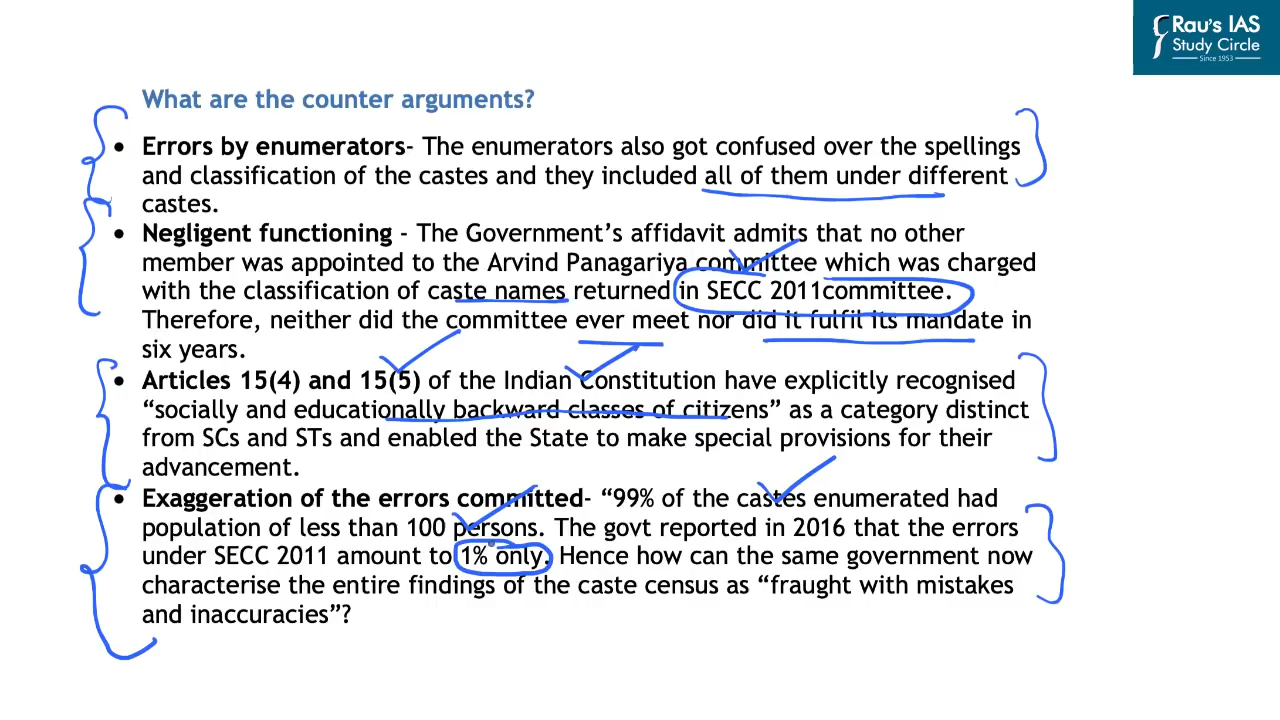 Rau's IAS
Study Circle
Since 1953
What are the counter arguments?
• Errors by enumerators- The enumerators also got confused over the spellings
and classification of the castes and they included all of them under different
castes.
• Negligent functioning - The Government’s affidavit admits that no other
member was appointed to the Arvind Panagariya committee which was charged
with the classification of caste names returned in SECC 2011committee.
Therefore, neither did the committee ever meet nor did it fulfil its mandate in
six years.
• Articles 15(4) and 15(5) of the Indian Constitution have explicitly recognised
“socially and educationally backward classes of citizens” as a category distinct
from SCs and STs and enabled the State to make special provisions for their
advancement.
• Exaggeration of the errors committed- “99% of the castes enumerated had
population of less than 100 persons. The govt reported in 2016 that the errors
under SECC 2011 amount to 1% only. Hence how can the same government now
characterise the entire findings of the caste census as “fraught with mistakes
and inaccuracies”?